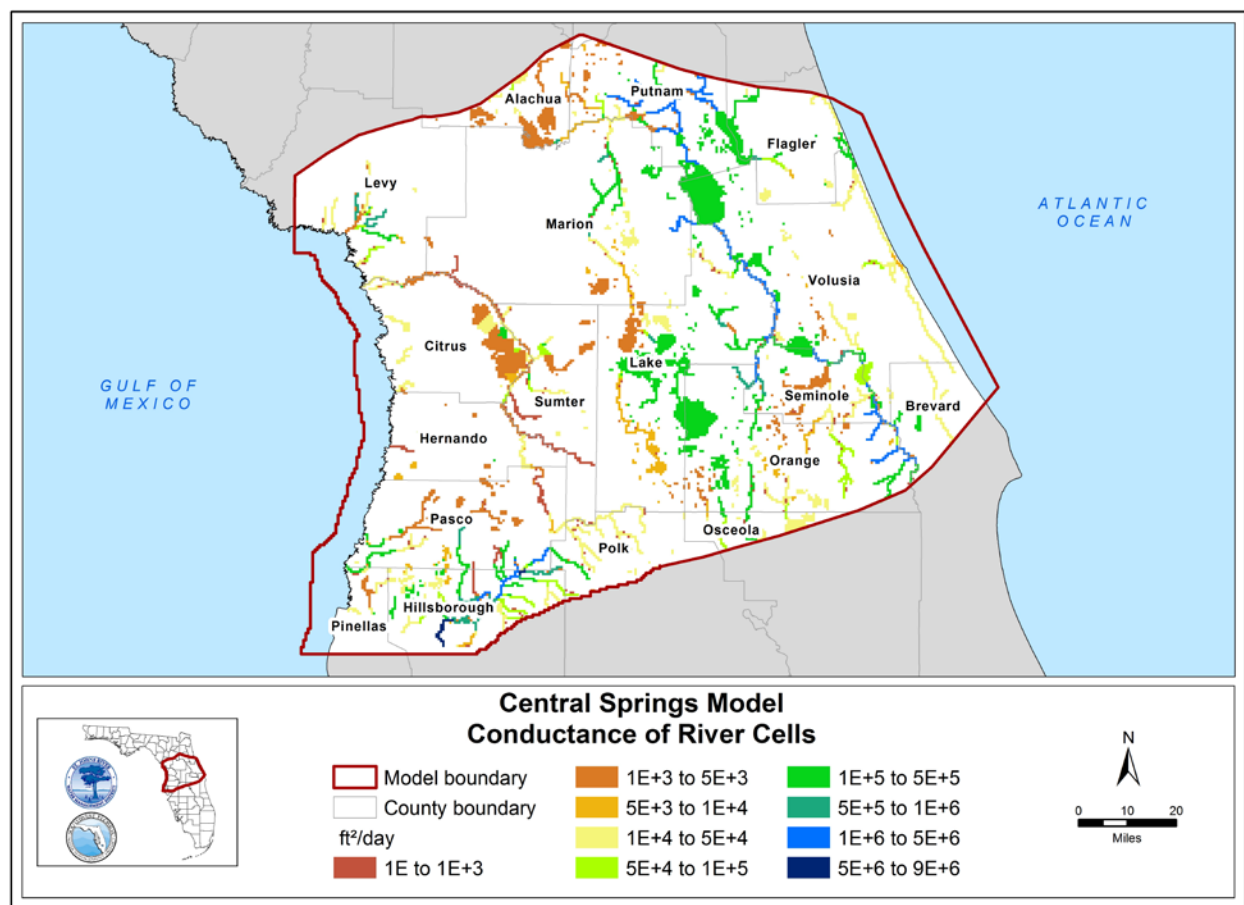 Alachua
Putnam
Flagler
Levy
Marion
ATLANTIC
OCEAN
Volusia
Citrus
Lake
GULF OF
MEXICO
Sumter
Seminole
Brevard
Hernando
Orange
Pasco
Osceola
Polk
Hillsborough
Pinellas
Central Springs Model
Conductance of River Cells
Model boundary
County boundary
ft²/day
1E to 1E+3
1E+3 to 5E+3
5E+3 to 1E+4
1E+4 to 5E+4
5E+4 to 1E+5
1E+5 to 5E+5
5E+5 to 1E+6
1E+6 to 5E+6
5E+6 to 9E+6
N
0 10 20
Miles